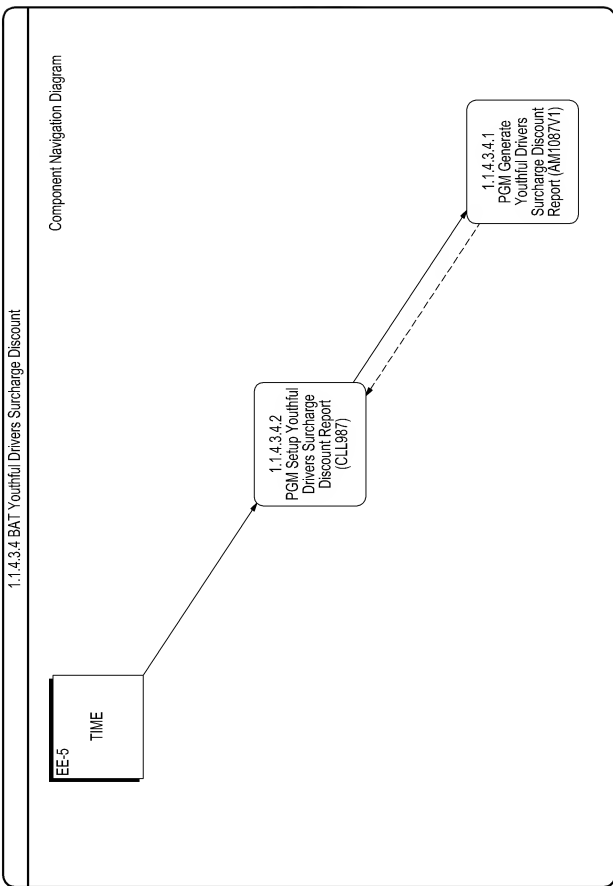 1.1.4.3.4 BAT Youthful Drivers Surcharge Discount
Component Navigation Diagram
EE-5
TIME
1.1.4.3.4.2
PGM Setup Youthful
Drivers Surcharge
Discount Report
(CLL987)
1.1.4.3.4.1
PGM Generate
Youthful Drivers
Surcharge Discount
Report (AM1087V1)